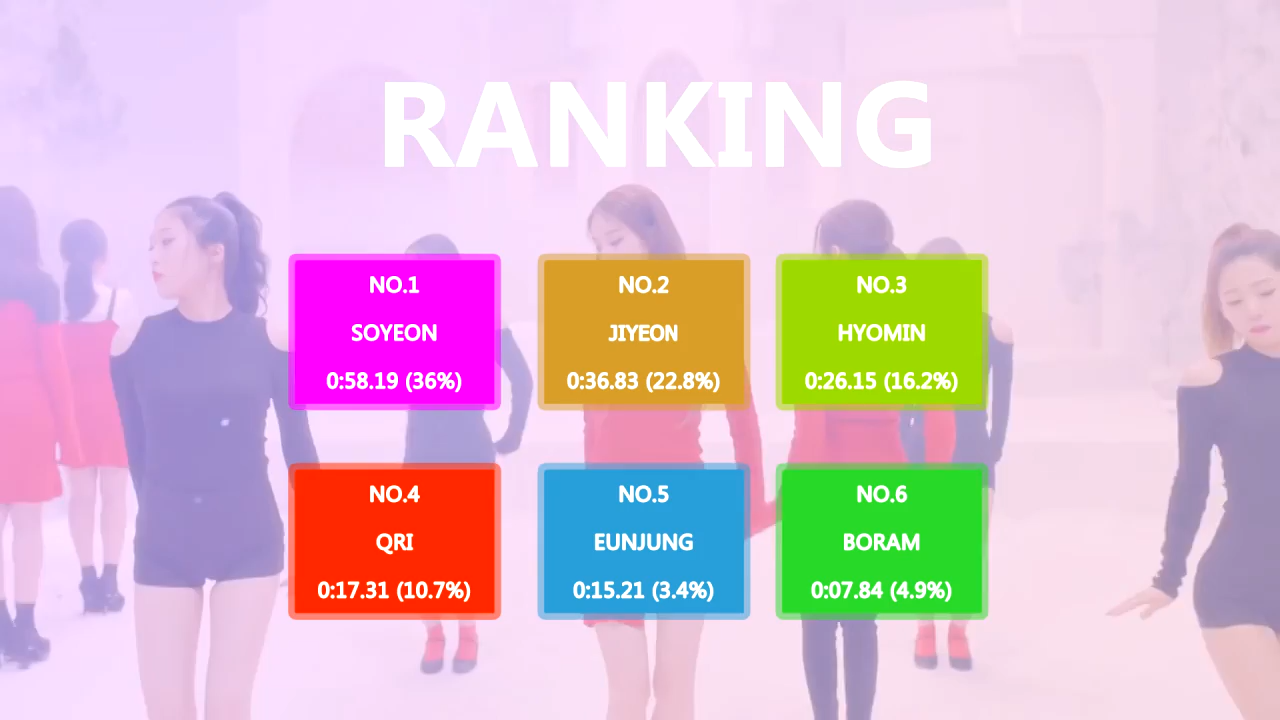 RANKING
NO.1
SOYEON
0:58.19 (36%)
NO.2
JIYEON
0:36.83 (22.8%)
NO.3
HYOMIN
0:26.15 (16.2%)
NO.4
QRI
0:17.31 (10.7%)
NO.5
EUNJUNG
0:15.21 (3.4%)
NO.6
BORAM
0:07.84 (4.9%)